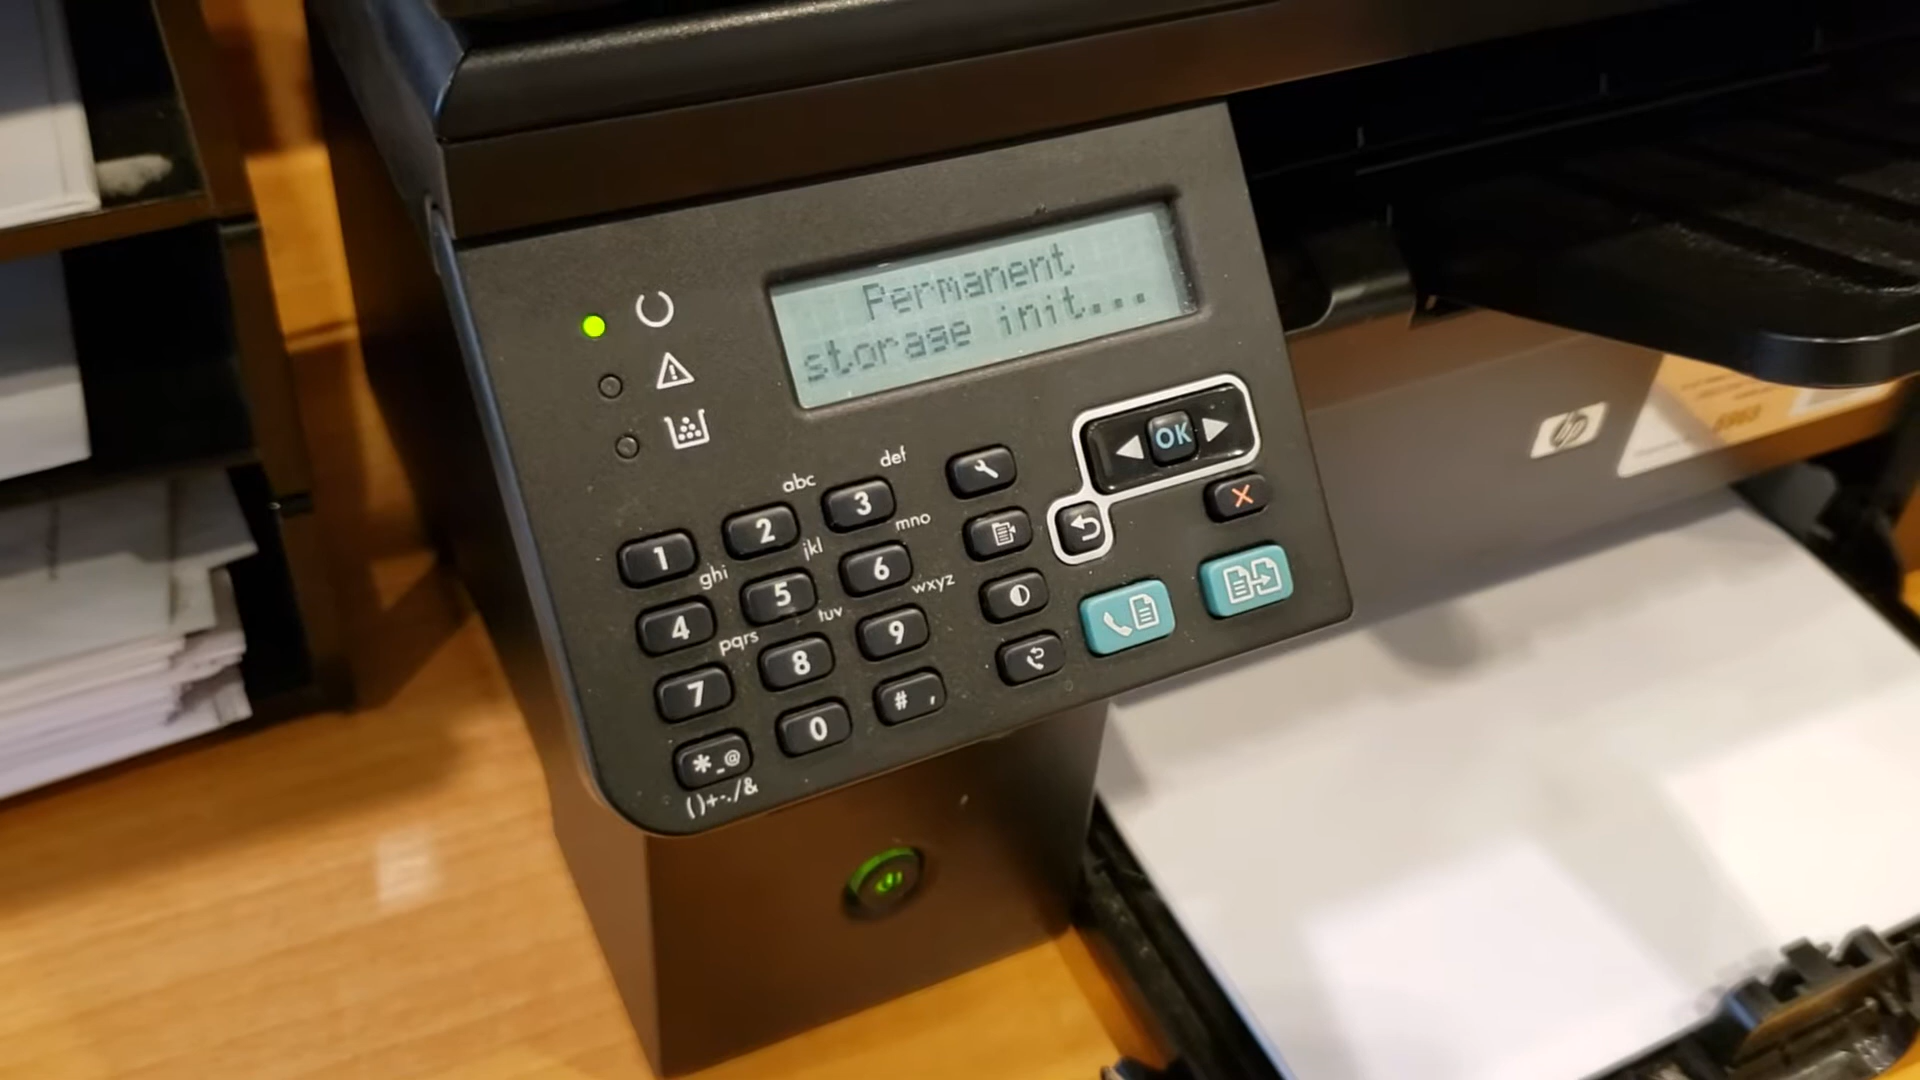 Permanent
storage init...
OK
abc
def
1
2
3
ghi
jkl
mno
4
5
6
pqrs
tuv
wxyz
7
8
9
*_@
0
# ,
()+-./&
hp